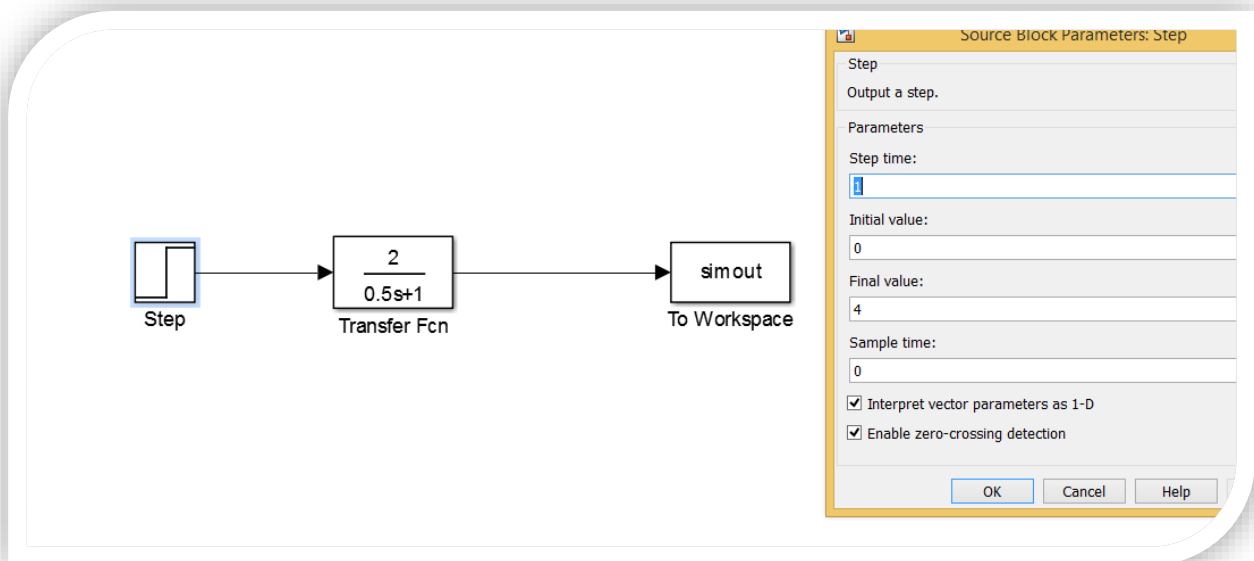 2
0.5s+1
simout
Step
Transfer Fcn
To Workspace
Source Block Parameters: Step
Step
Output a step.
Parameters
Step time:
1
Initial value:
0
Final value:
4
Sample time:
0
Interpret vector parameters as 1-D
Enable zero-crossing detection
OK
Cancel
Help